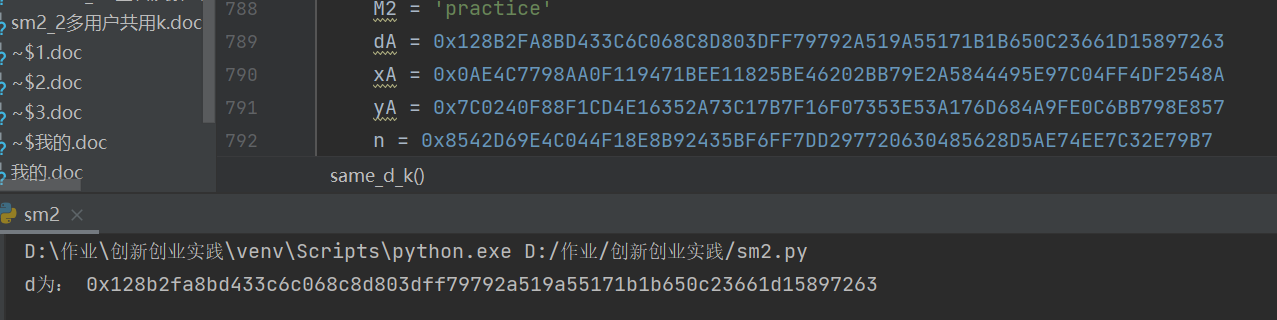 sm2_2多用户共用k.doc
~$1.doc
~$2.doc
~$3.doc
~$我的.doc
我的.doc
788 M2 = 'practice'
789 dA = 0x128B2FA8BD433C6C068C8D803DFF79792A519A55171B1B650C23661D15897263
790 xA = 0x0AE4C7798AA0F119471BEE11825BE46202BB79E2A5844495E97C04FF4DF2548A
791 yA = 0x7C0240F88F1CD4E16352A73C17B7F16F07353E53A176D684A9FE0C6BB798E857
792 n = 0x8542D69E4C044F18E8B92435BF6FF7DD297720630485628D5AE74EE7C32E79B7
same_d_k()
sm2 ×
D:\作业\创新创业实践\venv\Scripts\python.exe D:/作业/创新创业实践/sm2.py
d为： 0x128b2fa8bd433c6c068c8d803dff79792a519a55171b1b650c23661d15897263